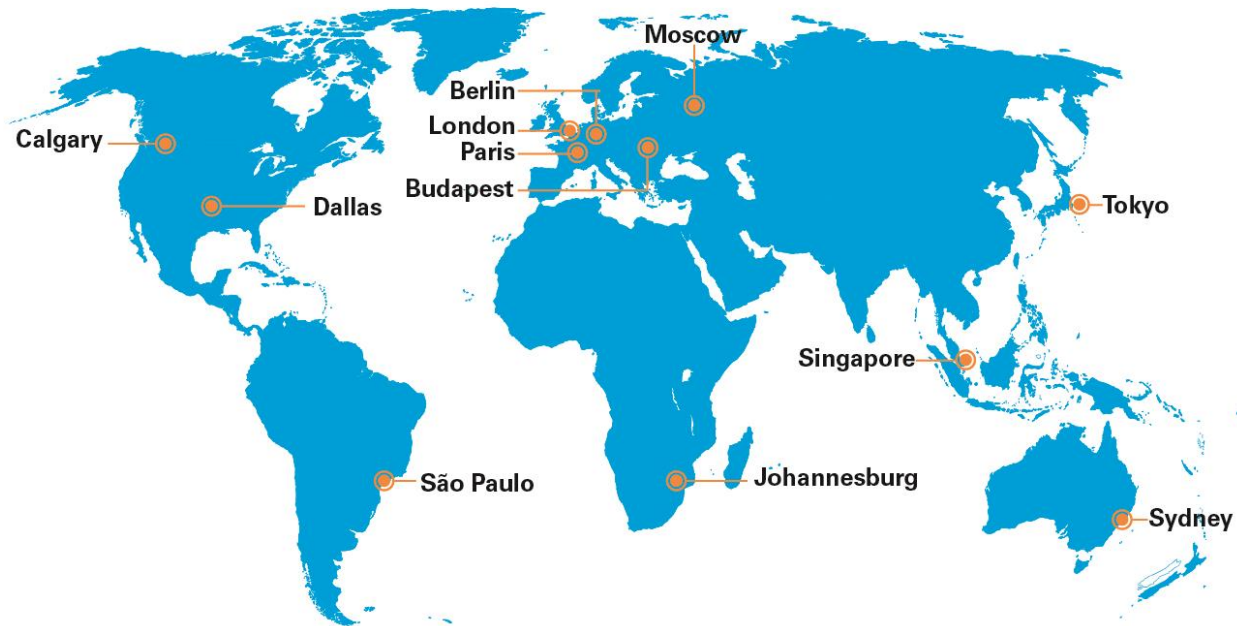 Moscow
Berlin
London
Calgary
Paris
Budapest
Dallas
Tokyo
Singapore
São Paulo
Johannesburg
Sydney